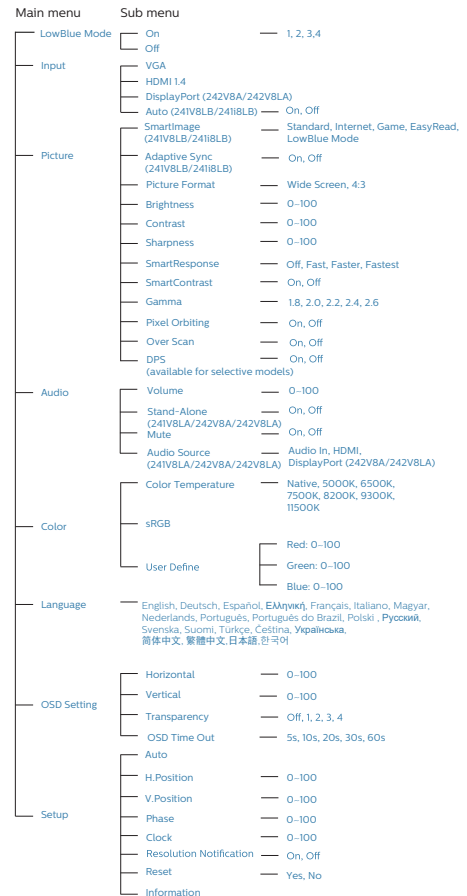 Main menu Sub menu
LowBlue Mode On 1, 2, 3,4
Off
Input VGA
HDMI 1.4
DisplayPort (242V8A/242V8LA)
Auto (241V8LB/241i8LB) On, Off
SmartImage Standard, Internet, Game, EasyRead,
(241V8LB/241i8LB) LowBlue Mode
Picture Adaptive Sync On, Off
(241V8LB/241i8LB)
Picture Format Wide Screen, 4:3
Brightness 0-100
Contrast 0-100
Sharpness 0-100
SmartResponse Off, Fast, Faster, Fastest
SmartContrast On, Off
Gamma 1.8, 2.0, 2.2, 2.4, 2.6
Pixel Orbiting On, Off
Over Scan On, Off
DPS On, Off
(available for selective models)
Audio Volume 0-100
Stand-Alone On, Off
(241V8LA/242V8A/242V8LA)
Mute On, Off
Audio Source Audio In, HDMI,
(241V8LA/242V8A/242V8LA) DisplayPort (242V8A/242V8LA)
Color Temperature Native, 5000K, 6500K,
7500K, 8200K, 9300K,
11500K
Color sRGB
Red: 0-100
User Define Green: 0-100
Blue: 0-100
Language English, Deutsch, Español, Ελληνική, Français, Italiano, Magyar,
Nederlands, Português, Português do Brazil, Polski , Русский,
Svenska, Suomi, Türkçe, Čeština, Українська,
简体中文, 繁體中文,日本語,한국어
Horizontal 0-100
Vertical 0-100
OSD Setting Transparency Off, 1, 2, 3, 4
OSD Time Out 5s, 10s, 20s, 30s, 60s
Auto
H.Position 0-100
V.Position 0-100
Setup Phase 0-100
Clock 0-100
Resolution Notification On, Off
Reset Yes, No
Information